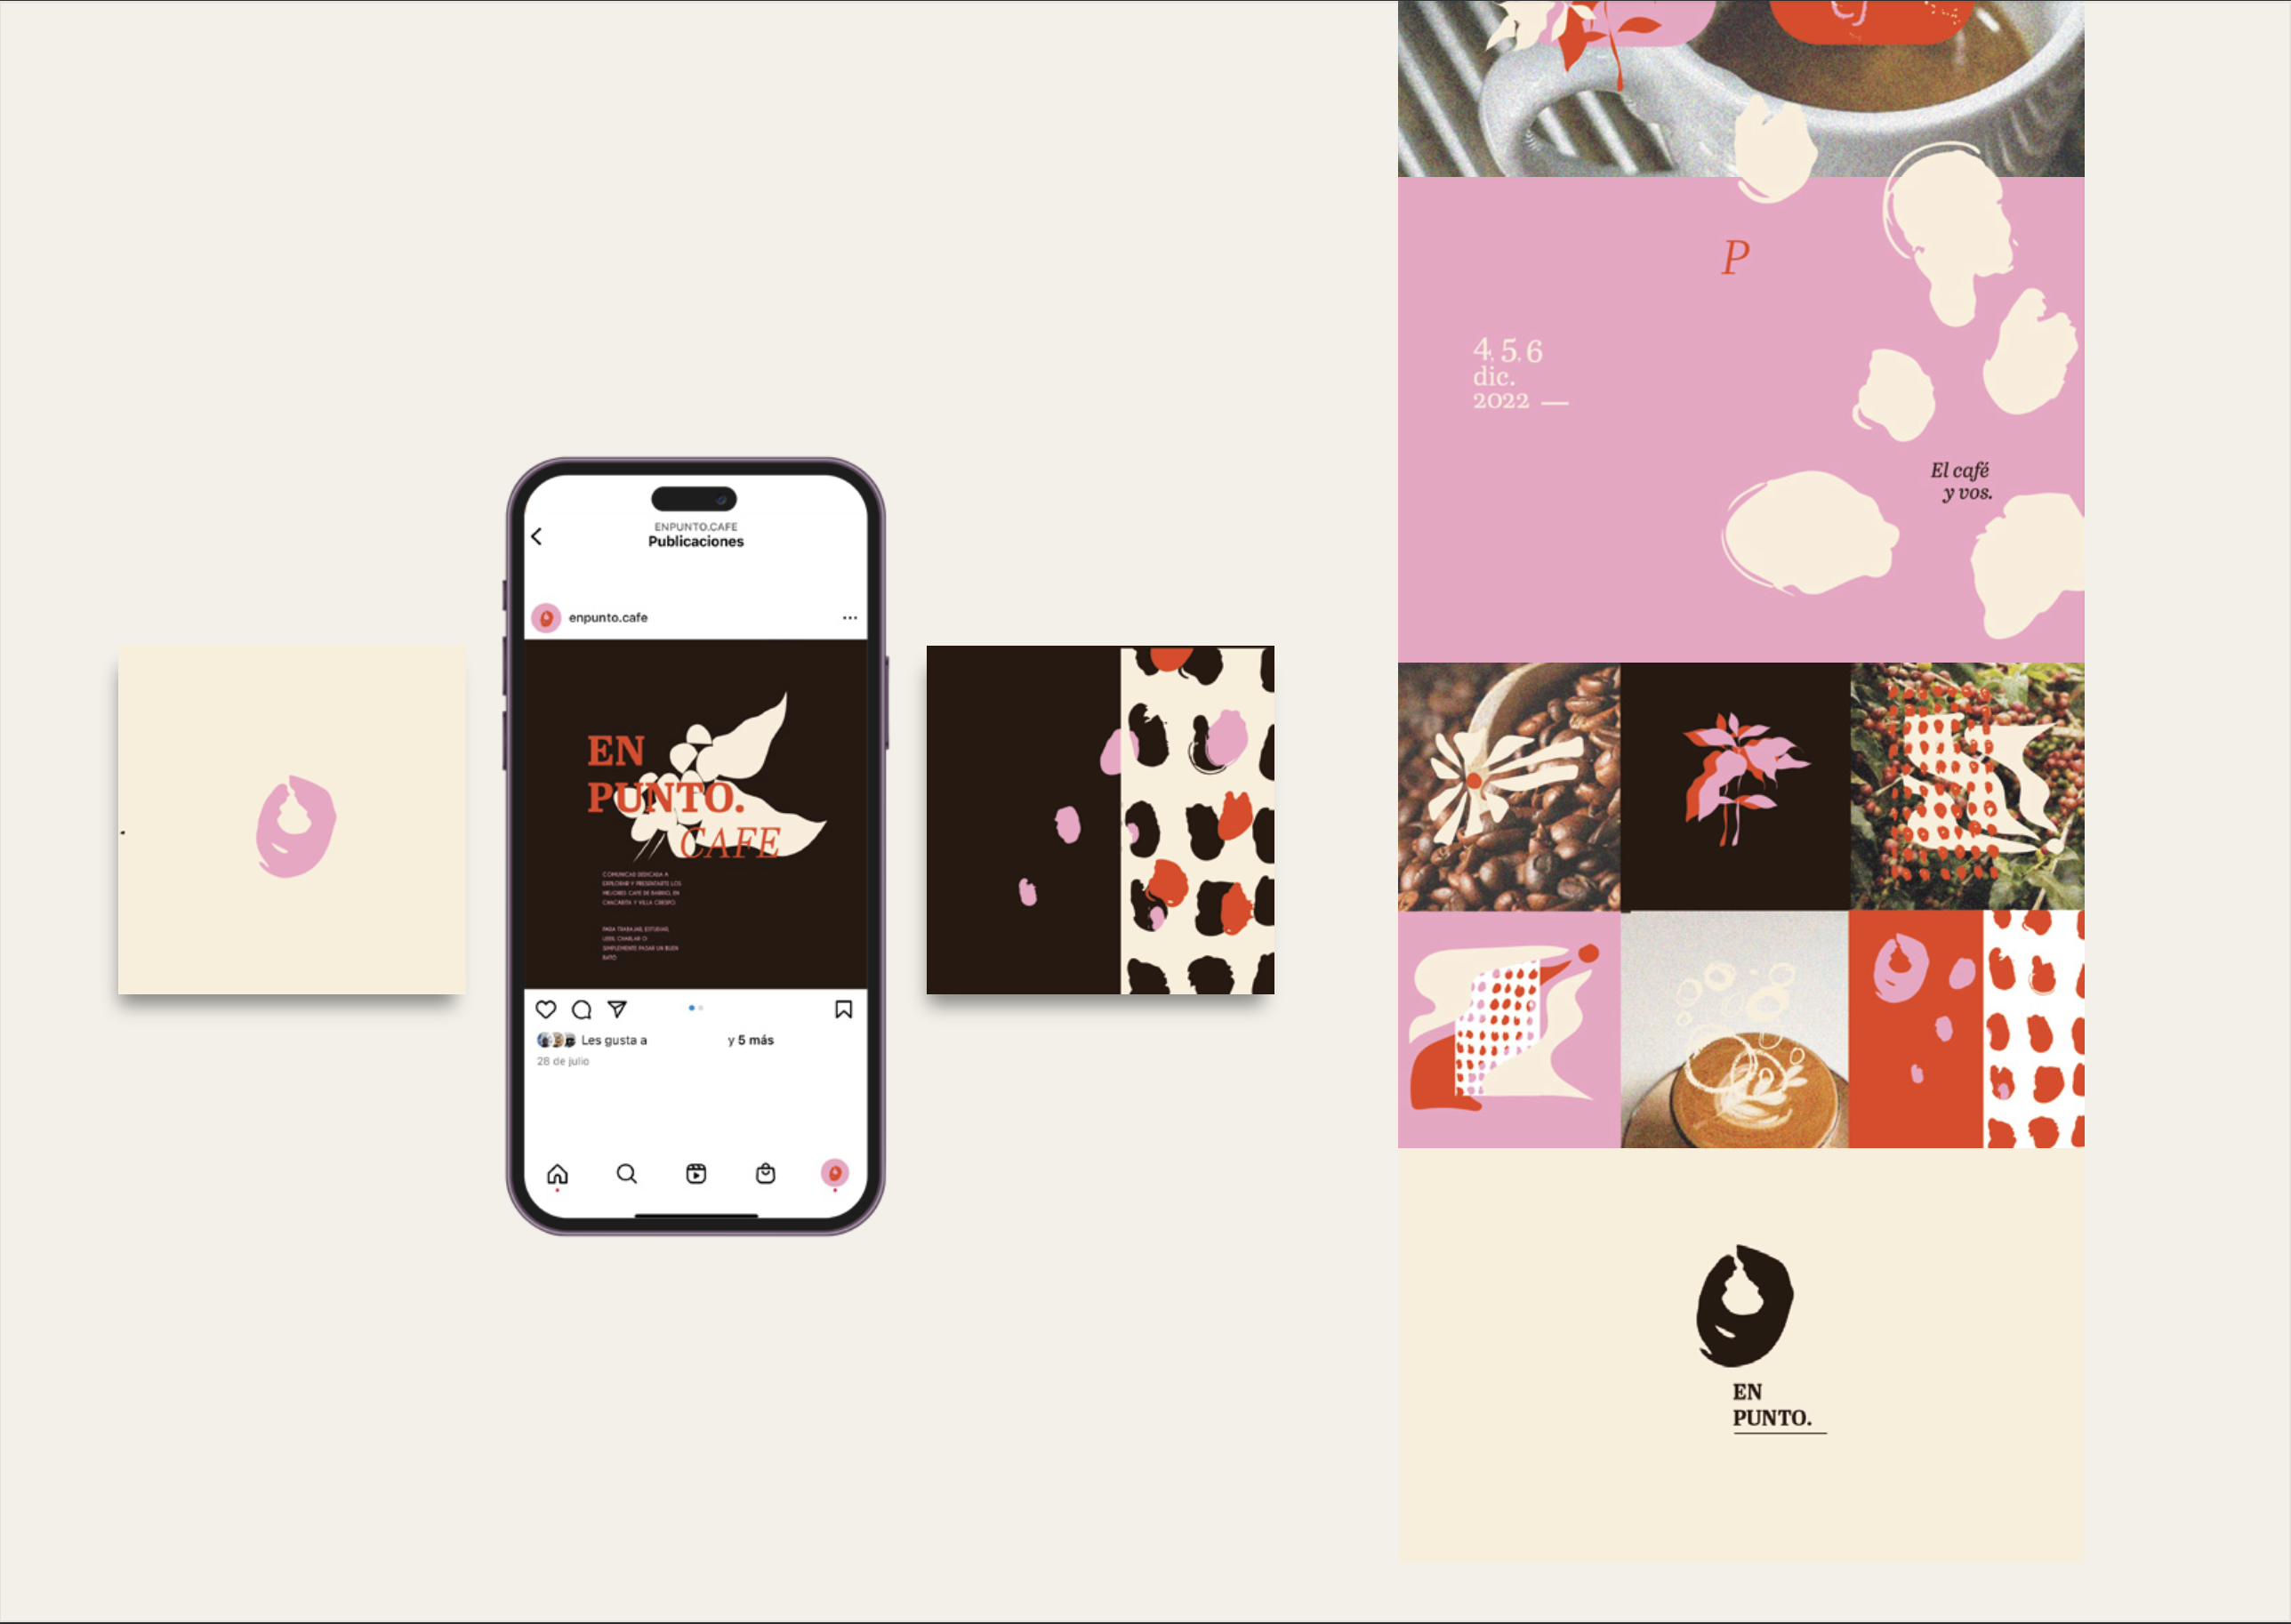 ENPUNTO.CAFE
Publicaciones
enpunto.cafe
EN
PUNTO.
CAFE
COMUNICAS DEDICADA A
EXPLORAR Y PRESENTARTE LOS
MEJORES CAFE DE BARRIO, EN
CHACARITA Y VILLA CRESPO
PARA TRABAJAR, ESTUDIAR,
LEER, CHARLAR O
SIMPLEMENTE PASAR UN BUEN
RATO
Les gusta a
y 5 más
28 de julio
P
4, 5, 6
dic.
2022 —
El café
y vos.
EN
PUNTO.